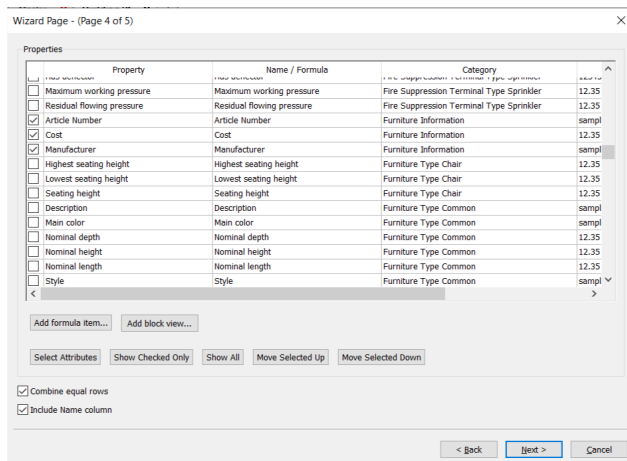 Wizard Page - (Page 4 of 5)
Properties
Property Name / Formula Category
Maximum working pressure Maximum working pressure Fire Suppression Terminal Type Sprinkler 12.35
Residual flowing pressure Residual flowing pressure Fire Suppression Terminal Type Sprinkler 12.35
Article Number Article Number Furniture Information sampl
Cost Cost Furniture Information 12.35
Manufacturer Manufacturer Furniture Information sampl
Highest seating height Highest seating height Furniture Type Chair 12.35
Lowest seating height Lowest seating height Furniture Type Chair 12.35
Seating height Seating height Furniture Type Chair 12.35
Description Description Furniture Type Common sampl
Main color Main color Furniture Type Common sampl
Nominal depth Nominal depth Furniture Type Common 12.35
Nominal height Nominal height Furniture Type Common 12.35
Nominal length Nominal length Furniture Type Common 12.35
Style Style Furniture Type Common sampl
Add formula item... Add block view...
Select Attributes Show Checked Only Show All Move Selected Up Move Selected Down
Combine equal rows
Include Name column
< Back Next > Cancel